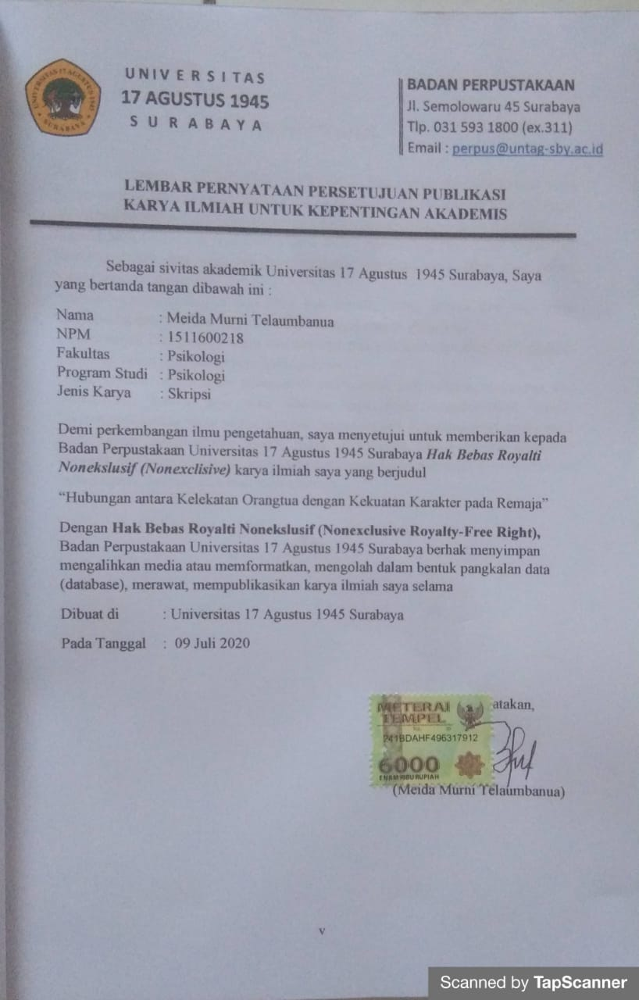 UNIVERSITAS 17 AGUSTUS 1945
SURABAYA
UNIVERSITAS
17 AGUSTUS 1945
SURABAYA
BADAN PERPUSTAKAAN
Jl. Semolowaru 45 Surabaya
Tlp. 031 593 1800 (ex.311)
Email : perpus@untag-sby.ac.id
LEMBAR PERNYATAAN PERSETUJUAN PUBLIKASI
KARYA ILMIAH UNTUK KEPENTINGAN AKADEMIS
Sebagai sivitas akademik Universitas 17 Agustus 1945 Surabaya, Saya
yang bertanda tangan dibawah ini :
Nama : Meida Murni Telaumbanua
NPM : 1511600218
Fakultas : Psikologi
Program Studi : Psikologi
Jenis Karya : Skripsi
Demi perkembangan ilmu pengetahuan, saya menyetujui untuk memberikan kepada
Badan Perpustakaan Universitas 17 Agustus 1945 Surabaya Hak Bebas Royalti
Nonekslusif (Nonexclisive) karya ilmiah saya yang berjudul
“Hubungan antara Kelekatan Orangtua dengan Kekuatan Karakter pada Remaja”
Dengan Hak Bebas Royalti Nonekslusif (Nonexclusive Royalty-Free Right),
Badan Perpustakaan Universitas 17 Agustus 1945 Surabaya berhak menyimpan
mengalihkan media atau memformatkan, mengolah dalam bentuk pangkalan data
(database), merawat, mempublikasikan karya ilmiah saya selama
Dibuat di : Universitas 17 Agustus 1945 Surabaya
Pada Tanggal : 09 Juli 2020
atakan,
METERAI
TEMPEL
241BDAHF496317912
6000
ENAM RIBU RUPIAH
(Meida Murni Telaumbanua)
v
Scanned by TapScanner